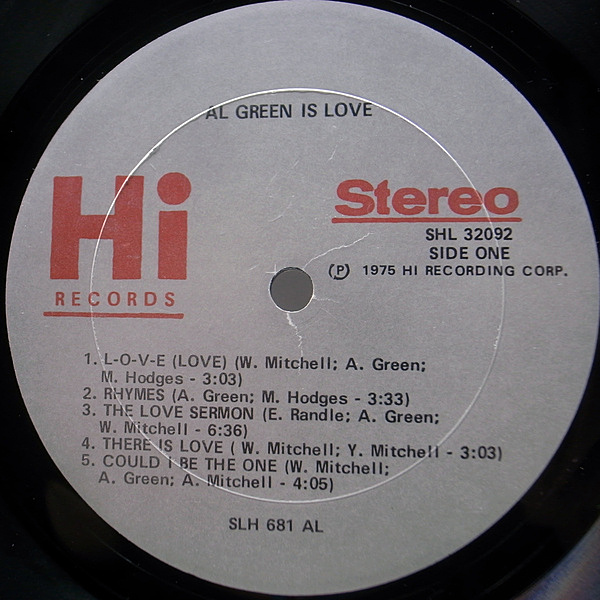 AL GREEN IS LOVE
Hi
RECORDS
Stereo
SHL 32092
SIDE ONE
(P) 1975 HI RECORDING CORP.
1. L-O-V-E (LOVE) (W. Mitchell; A. Green;
M. Hodges - 3:03)
2. RHYMES (A. Green; M. Hodges - 3:33)
3. THE LOVE SERMON (E. Randle; A. Green;
W. Mitchell - 6:36)
4. THERE IS LOVE ( W. Mitchell; Y. Mitchell - 3:03)
5. COULD I BE THE ONE (W. Mitchell;
A. Green; A. Mitchell - 4:05)
SLH 681 AL